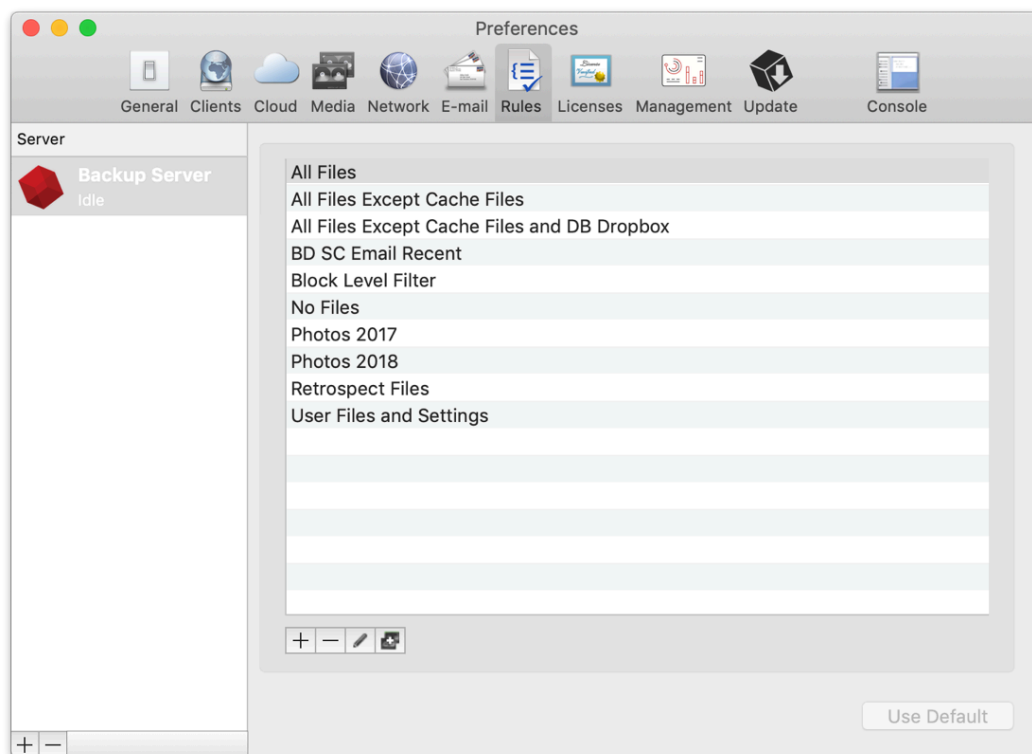 Preferences
General Clients Cloud Media Network E-mail Rules Licenses Management Update Console
Server
Backup Server
Idle
All Files
All Files Except Cache Files
All Files Except Cache Files and DB Dropbox
BD SC Email Recent
Block Level Filter
No Files
Photos 2017
Photos 2018
Retrospect Files
User Files and Settings
Use Default